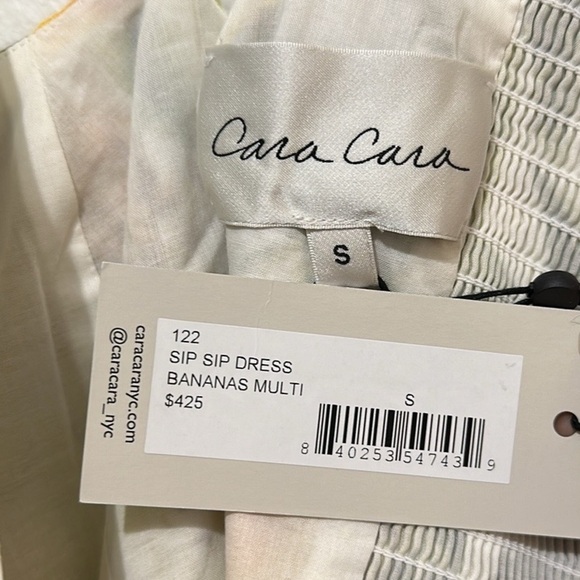 Cara Cara
S
caracaranyc.com
@caracara_nyc
122
SIP SIP DRESS
BANANAS MULTI
$425
S
8 40253 54743 9